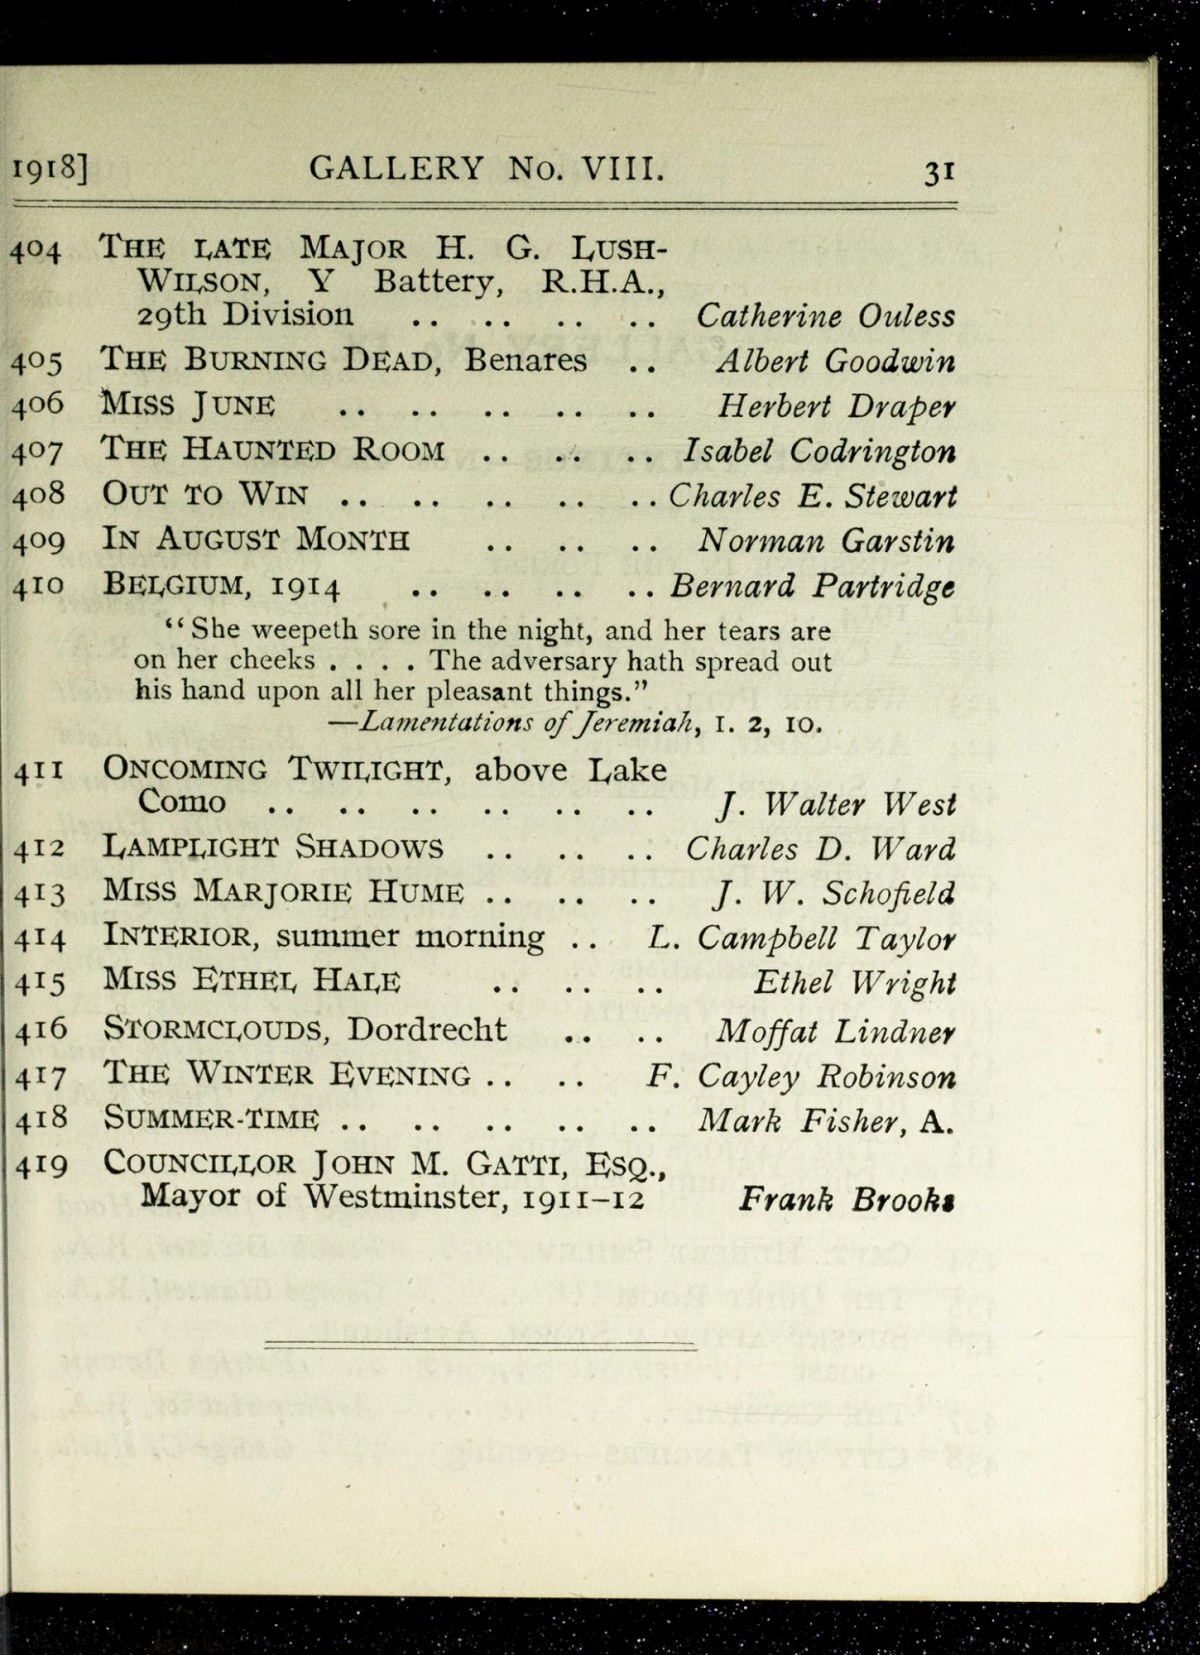 1918] GALLERY No. VIII. 31
404 THE LATE MAJOR H. G. LUSH-
WILSON, Y Battery, R.H.A.,
29th Division .. .. .. .. Catherine Ouless
405 THE BURNING DEAD, Benares .. Albert Goodwin
406 MISS JUNE .. .. .. .. .. Herbert Draper
407 THE HAUNTED ROOM .. .. .. Isabel Codrington
408 OUT TO WIN .. .. .. .. .. Charles E. Stewart
409 IN AUGUST MONTH .. .. .. Norman Garstin
410 BELGIUM, 1914 .. .. .. .. Bernard Partridge
“She weepeth sore in the night, and her tears are
on her cheeks . . . . The adversary hath spread out
his hand upon all her pleasant things.”
—Lamentations of Jeremiah, I. 2, 10.
411 ONCOMING TWILIGHT, above Lake
Como .. .. .. .. .. .. J. Walter West
412 LAMPLIGHT SHADOWS .. .. .. Charles D. Ward
413 MISS MARJORIE HUME .. .. .. J. W. Schofield
414 INTERIOR, summer morning .. L. Campbell Taylor
415 MISS ETHEL HALE .. .. .. Ethel Wright
416 STORMCLOUDS, Dordrecht .. .. Moffat Lindner
417 THE WINTER EVENING .. .. F. Cayley Robinson
418 SUMMER-TIME .. .. .. .. .. Mark Fisher, A.
419 COUNCILLOR JOHN M. GATTI, ESQ.,
Mayor of Westminster, 1911–12 Frank Brooks